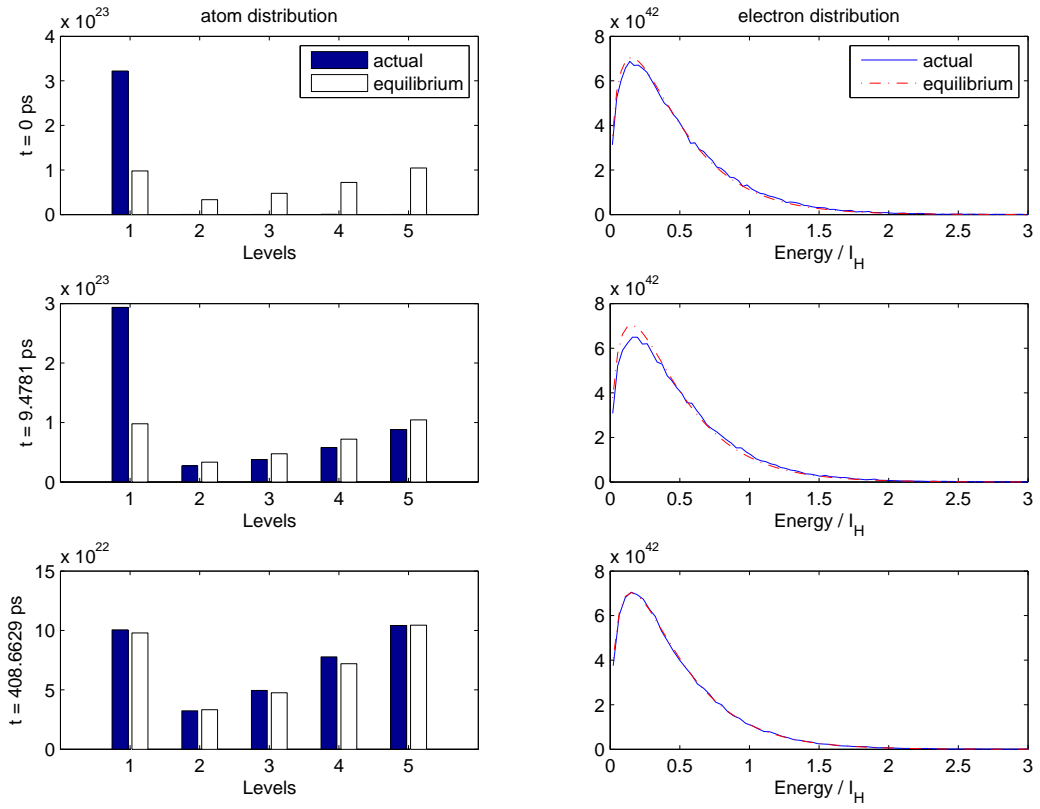 atom distribution
x 10^23
4
3
2
1
0
t = 0 ps
actual
equilibrium
1 2 3 4 5
Levels
electron distribution
x 10^42
8
6
4
2
0
actual
equilibrium
0 0.5 1 1.5 2 2.5 3
Energy / I_H
x 10^23
3
2
1
0
t = 9.4781 ps
1 2 3 4 5
Levels
x 10^42
8
6
4
2
0
0 0.5 1 1.5 2 2.5 3
Energy / I_H
x 10^22
15
10
5
0
t = 408.6629 ps
1 2 3 4 5
Levels
x 10^42
8
6
4
2
0
0 0.5 1 1.5 2 2.5 3
Energy / I_H